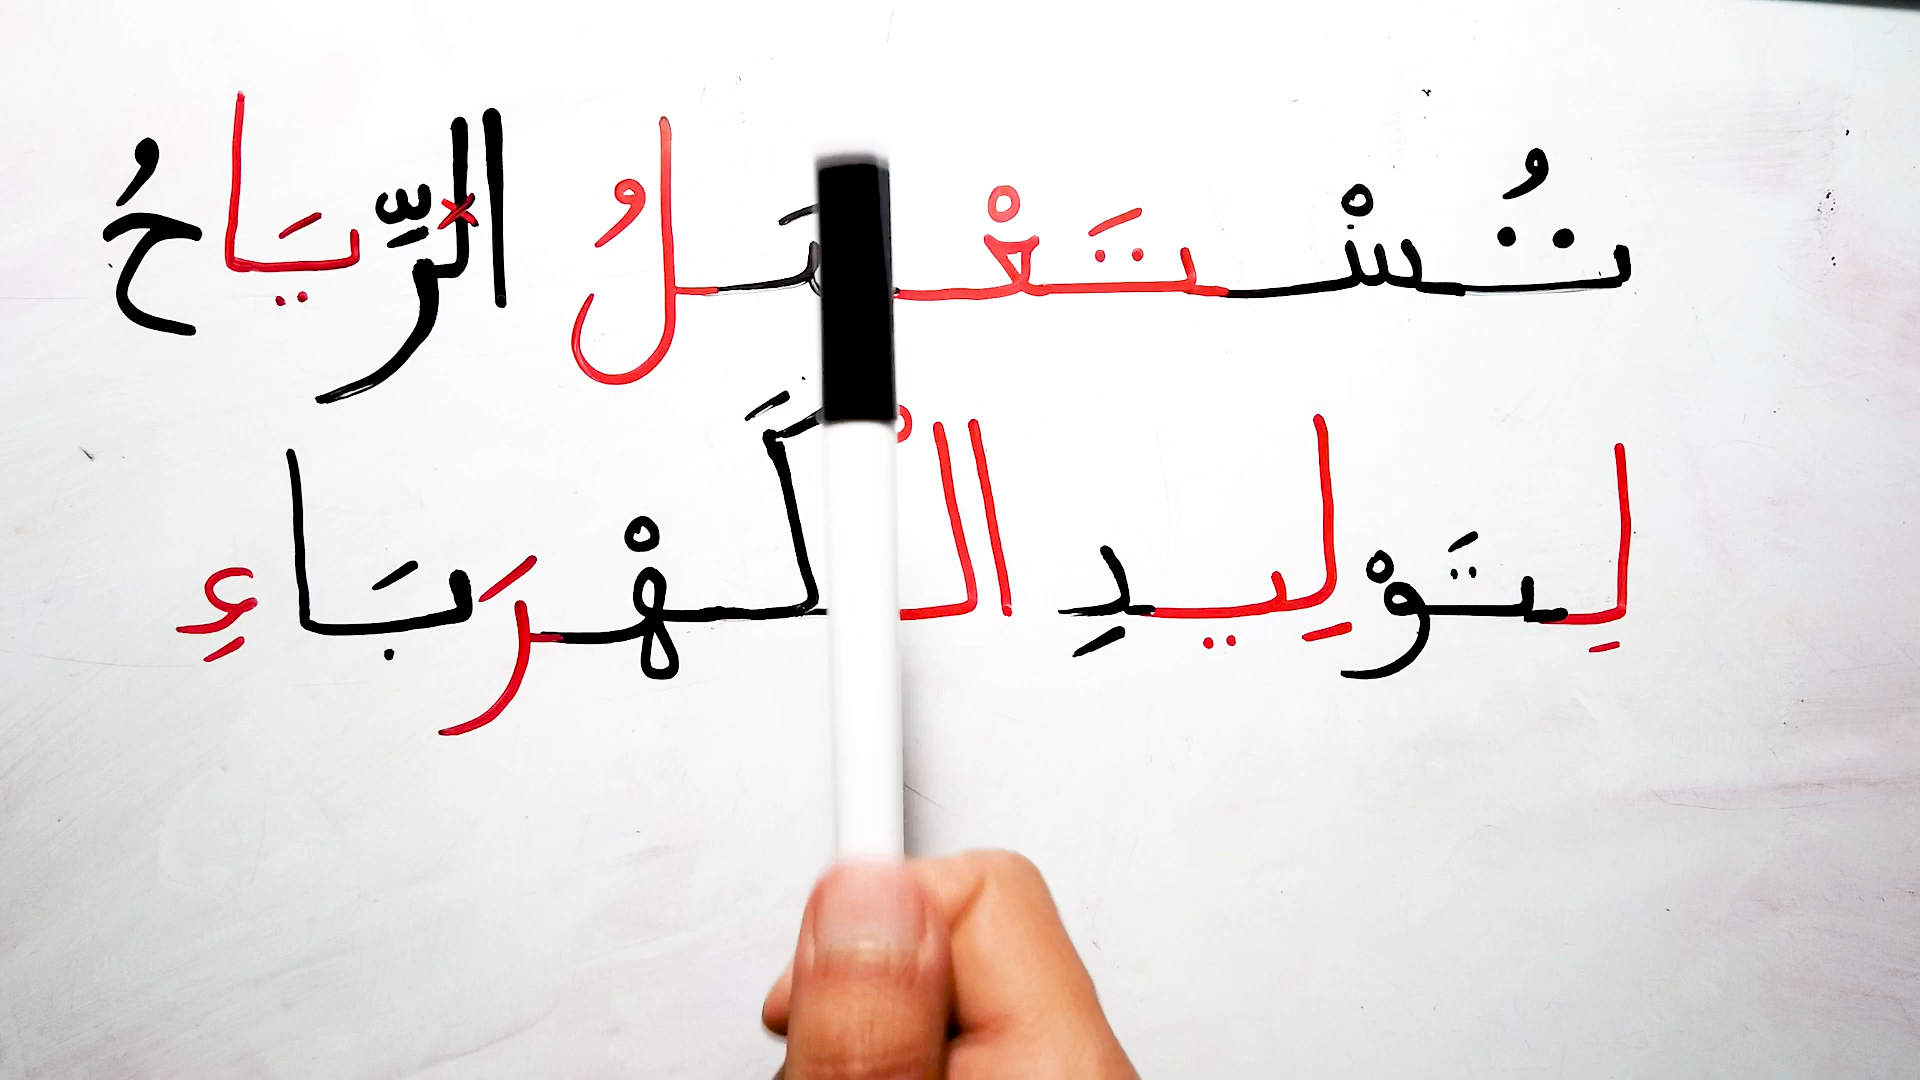 تُسْتَعْمَلُ الرِّيَاحُ
لِتَوْلِيدِ الْكَهْرَبَاءِ